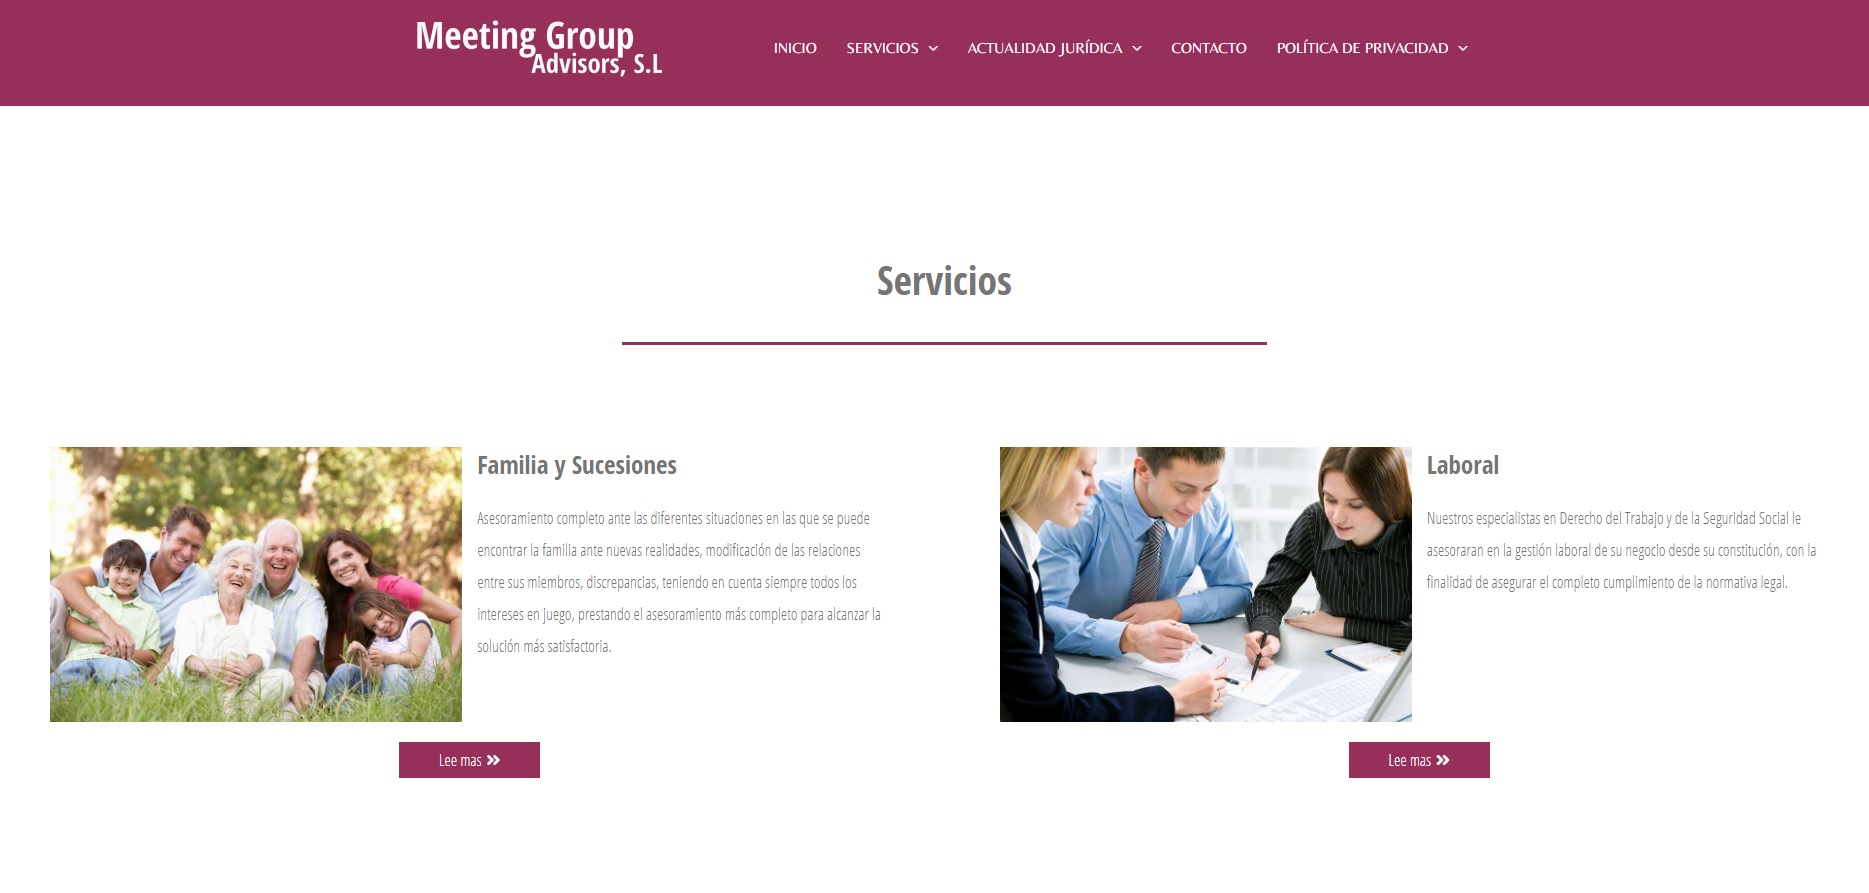 Meeting Group
Advisors, S.L
INICIO SERVICIOS ACTUALIDAD JURÍDICA CONTACTO POLÍTICA DE PRIVACIDAD
Servicios
Familia y Sucesiones
Asesoramiento completo ante las diferentes situaciones en las que se puede
encontrar la familia ante nuevas realidades, modificación de las relaciones
entre sus miembros, discrepancias, teniendo en cuenta siempre todos los
intereses en juego, prestando el asesoramiento más completo para alcanzar la
solución más satisfactoria.
Lee mas »
Laboral
Nuestros especialistas en Derecho del Trabajo y de la Seguridad Social le
asesoraran en la gestión laboral de su negocio desde su constitución, con la
finalidad de asegurar el completo cumplimiento de la normativa legal.
Lee mas »